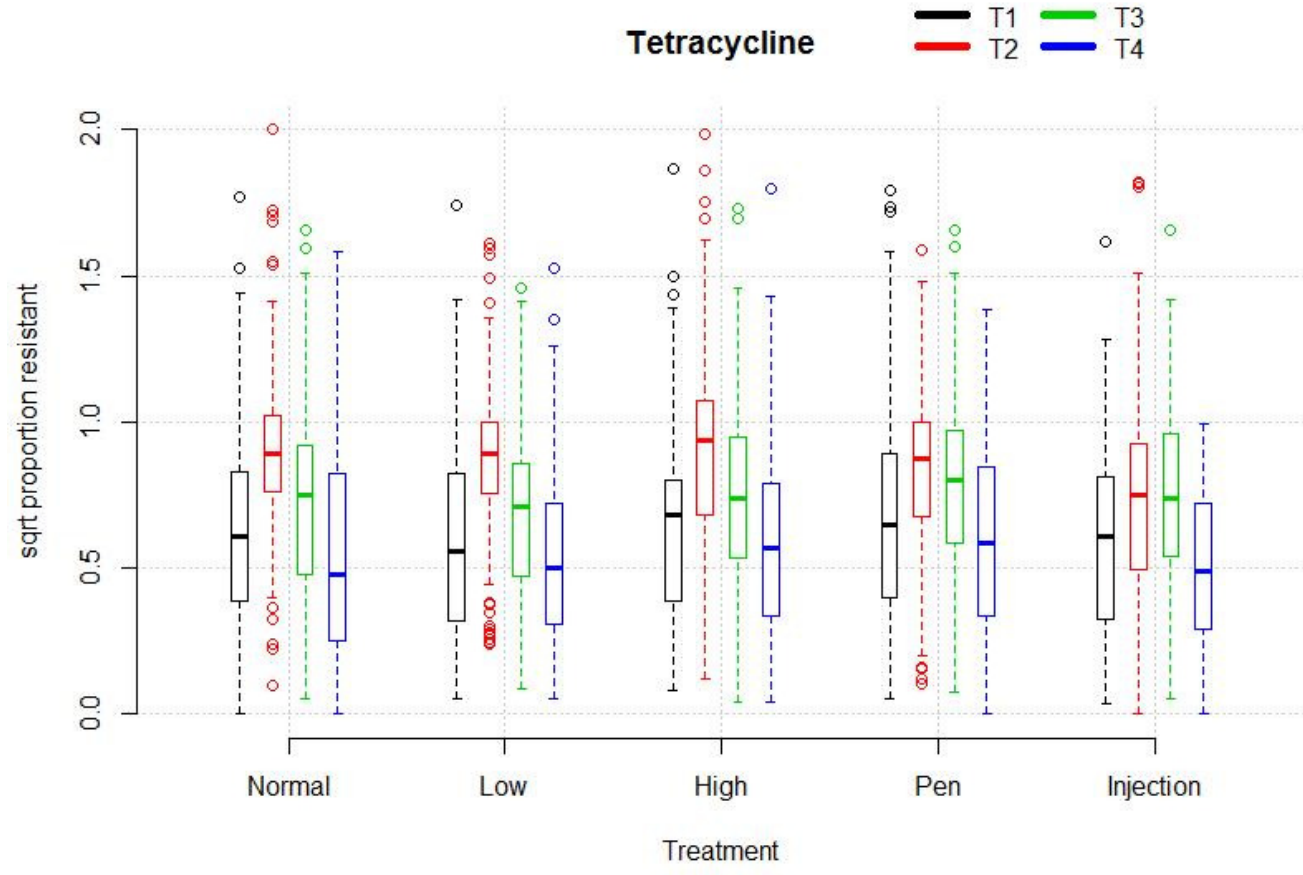 Tetracycline
T1 T3
T2 T4
sqrt proportion resistant
2.0
1.5
1.0
0.5
0.0
Normal Low High Pen Injection
Treatment